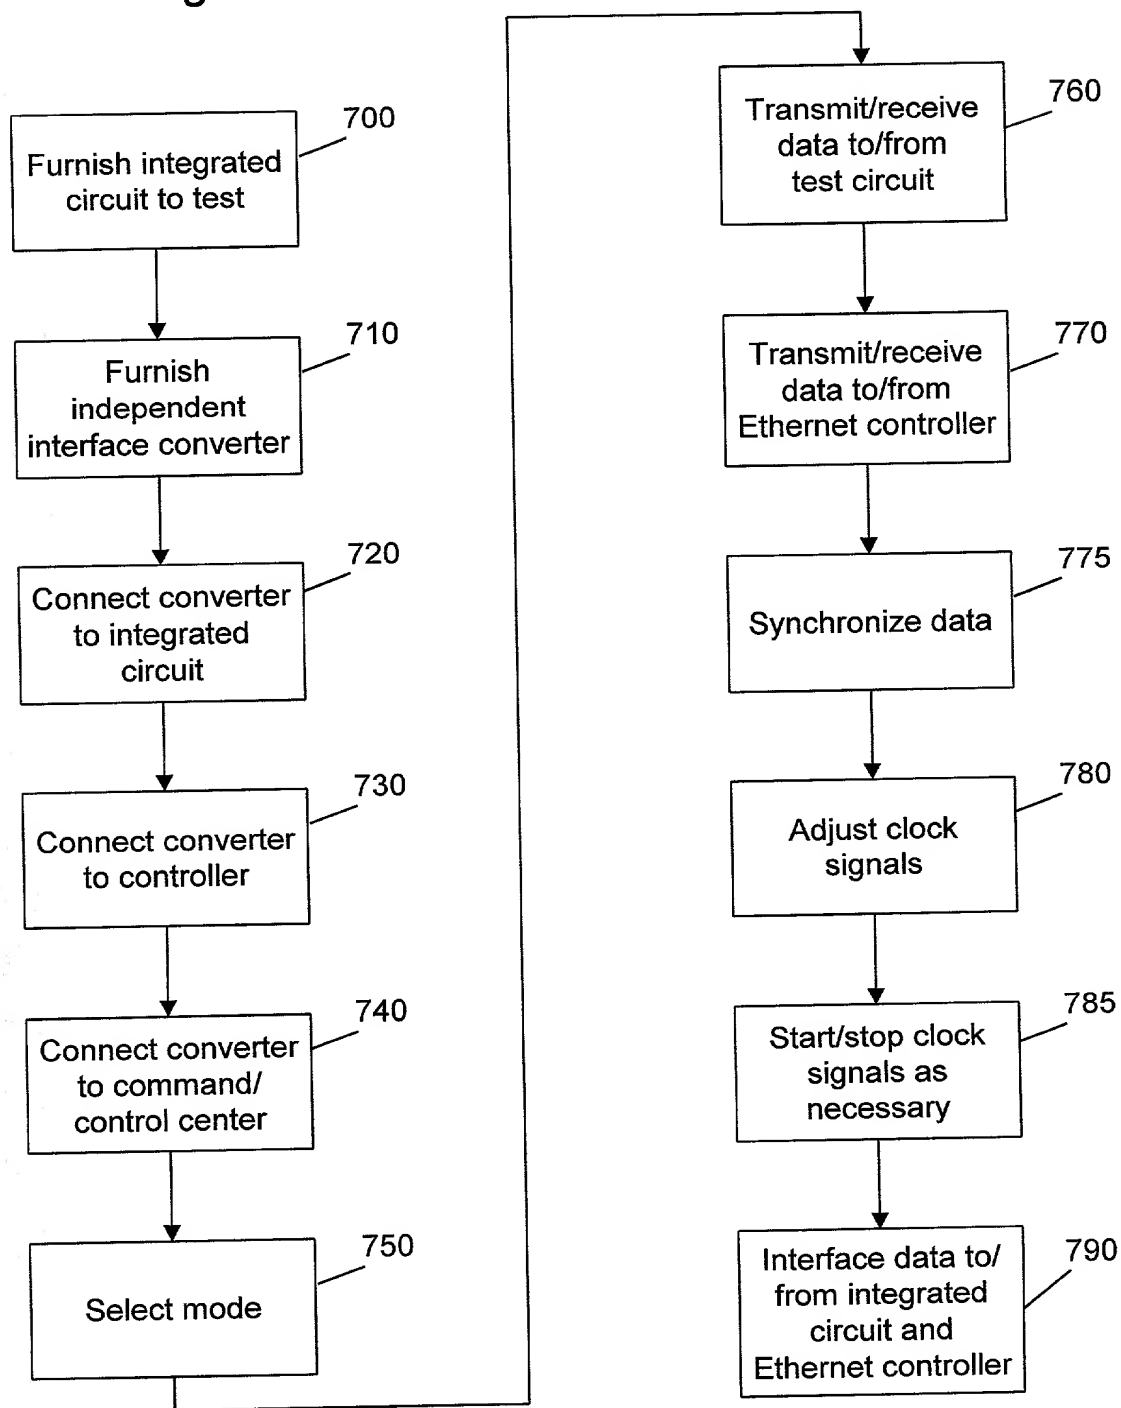 700
Furnish integrated
circuit to test
710
Furnish
independent
interface converter
720
Connect converter
to integrated
circuit
730
Connect converter
to controller
740
Connect converter
to command/
control center
750
Select mode
760
Transmit/receive
data to/from
test circuit
770
Transmit/receive
data to/from
Ethernet controller
775
Synchronize data
780
Adjust clock
signals
785
Start/stop clock
signals as
necessary
790
Interface data to/
from integrated
circuit and
Ethernet controller